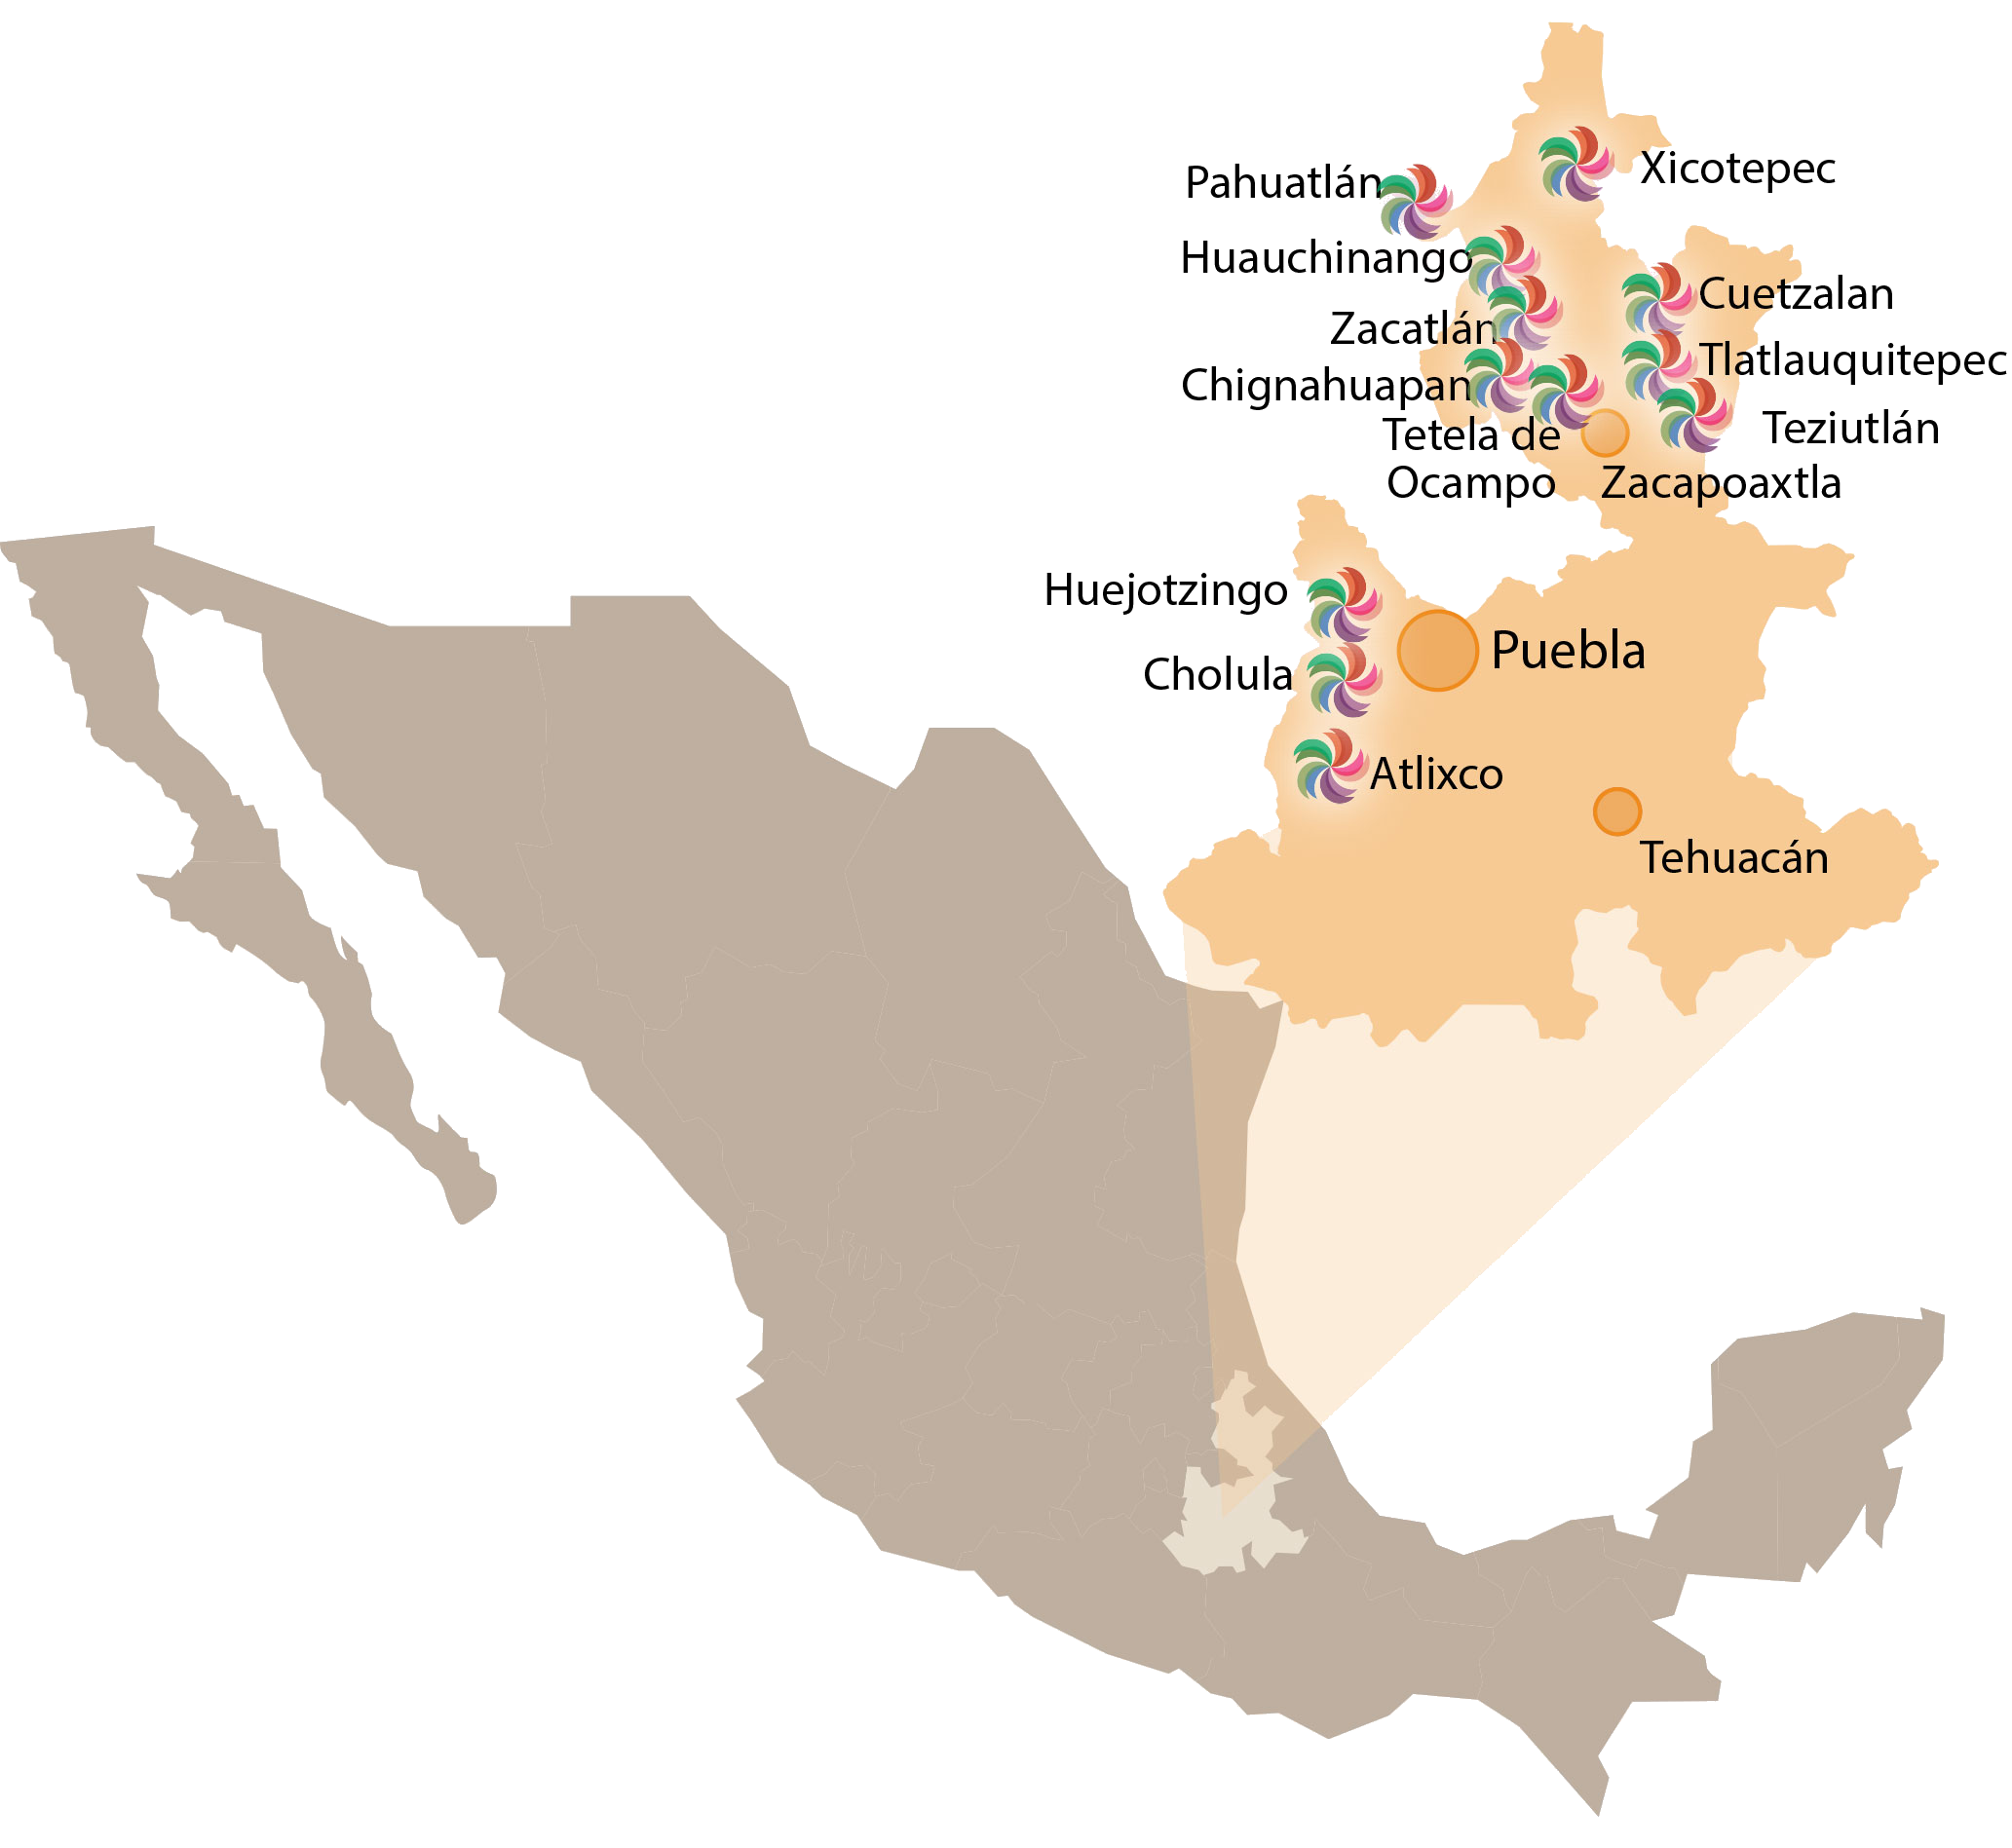 Xicotepec
Pahuatlán
Huauchinango
Cuetzalan
Zacatlán
Tlatlauquitepec
Chignahuapan
Teziutlán
Tetela de
Ocampo
Zacapoaxtla
Huejotzingo
Puebla
Cholula
Atlixco
Tehuacán